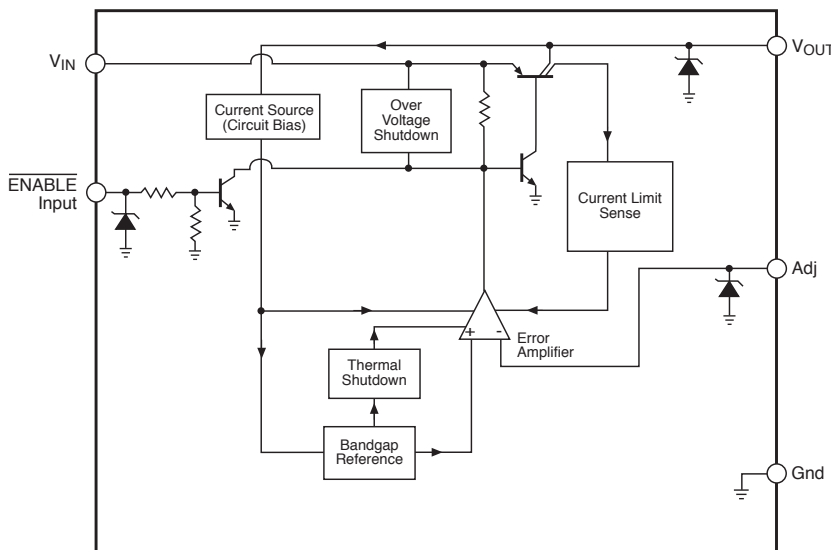 VIN
VOUT
Current Source
(Circuit Bias)
Over
Voltage
Shutdown
ENABLE
Input
Current Limit
Sense
Adj
+
-
Error
Amplifier
Thermal
Shutdown
Bandgap
Reference
Gnd